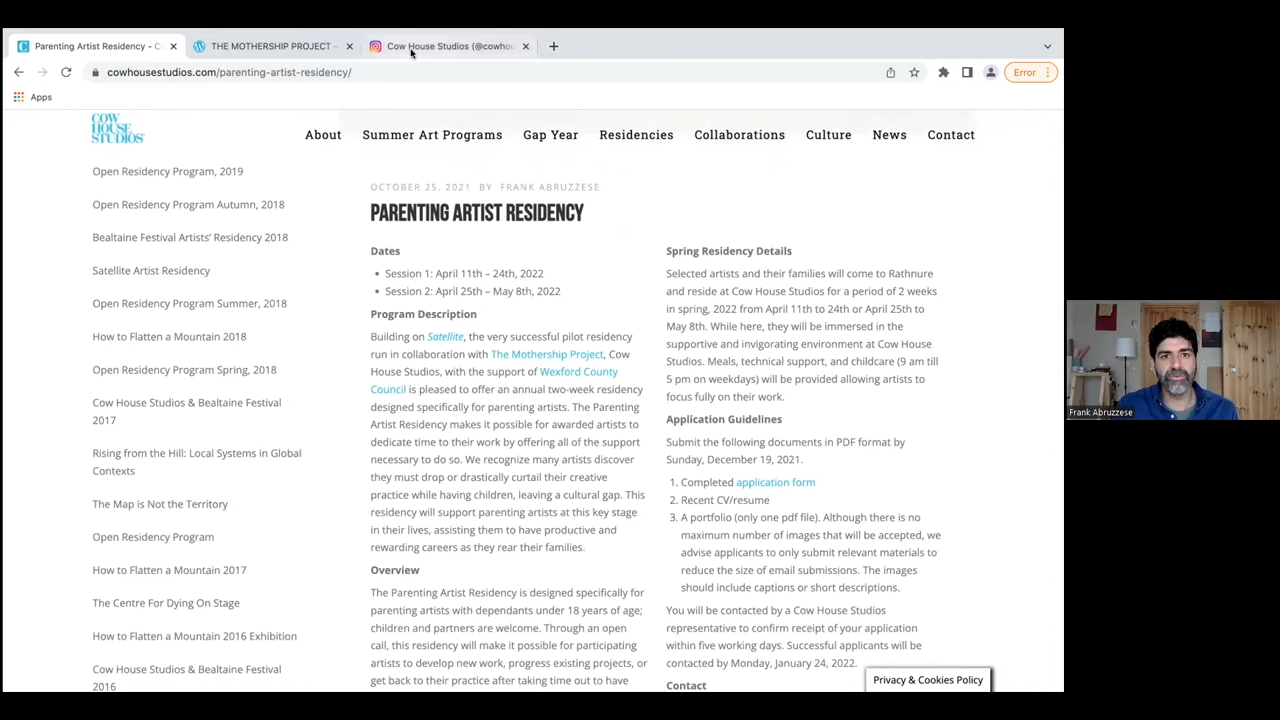 Parenting Artist Residency - C
THE MOTHERSHIP PROJECT –
Cow House Studios (@cowhou
cowhousestudios.com/parenting-artist-residency/
Error
Apps
COW
HOUSE
STUDIOS
About
Summer Art Programs
Gap Year
Residencies
Collaborations
Culture
News
Contact
Open Residency Program, 2019
Open Residency Program Autumn, 2018
Bealtaine Festival Artists' Residency 2018
Satellite Artist Residency
Open Residency Program Summer, 2018
How to Flatten a Mountain 2018
Open Residency Program Spring, 2018
Cow House Studios & Bealtaine Festival
2017
Rising from the Hill: Local Systems in Global
Contexts
The Map is Not the Territory
Open Residency Program
How to Flatten a Mountain 2017
The Centre For Dying On Stage
How to Flatten a Mountain 2016 Exhibition
Cow House Studios & Bealtaine Festival
2016
OCTOBER 25, 2021 BY FRANK ABRUZZESE
PARENTING ARTIST RESIDENCY
Dates
• Session 1: April 11th – 24th, 2022
• Session 2: April 25th – May 8th, 2022
Program Description
Building on Satellite, the very successful pilot residency
run in collaboration with The Mothership Project, Cow
House Studios, with the support of Wexford County
Council is pleased to offer an annual two-week residency
designed specifically for parenting artists. The Parenting
Artist Residency makes it possible for awarded artists to
dedicate time to their work by offering all of the support
necessary to do so. We recognize many artists discover
they must drop or drastically curtail their creative
practice while having children, leaving a cultural gap. This
residency will support parenting artists at this key stage
in their lives, assisting them to have productive and
rewarding careers as they rear their families.
Overview
The Parenting Artist Residency is designed specifically for
parenting artists with dependants under 18 years of age;
children and partners are welcome. Through an open
call, this residency will make it possible for participating
artists to develop new work, progress existing projects, or
get back to their practice after taking time out to have
Spring Residency Details
Selected artists and their families will come to Rathnure
and reside at Cow House Studios for a period of 2 weeks
in spring, 2022 from April 11th to 24th or April 25th to
May 8th. While here, they will be immersed in the
supportive and invigorating environment at Cow House
Studios. Meals, technical support, and childcare (9 am till
5 pm on weekdays) will be provided allowing artists to
focus fully on their work.
Application Guidelines
Submit the following documents in PDF format by
Sunday, December 19, 2021.
1. Completed application form
2. Recent CV/resume
3. A portfolio (only one pdf file). Although there is no
maximum number of images that will be accepted, we
advise applicants to only submit relevant materials to
reduce the size of email submissions. The images
should include captions or short descriptions.
You will be contacted by a Cow House Studios
representative to confirm receipt of your application
within five working days. Successful applicants will be
contacted by Monday, January 24, 2022.
Contact
Privacy & Cookies Policy
Frank Abruzzese